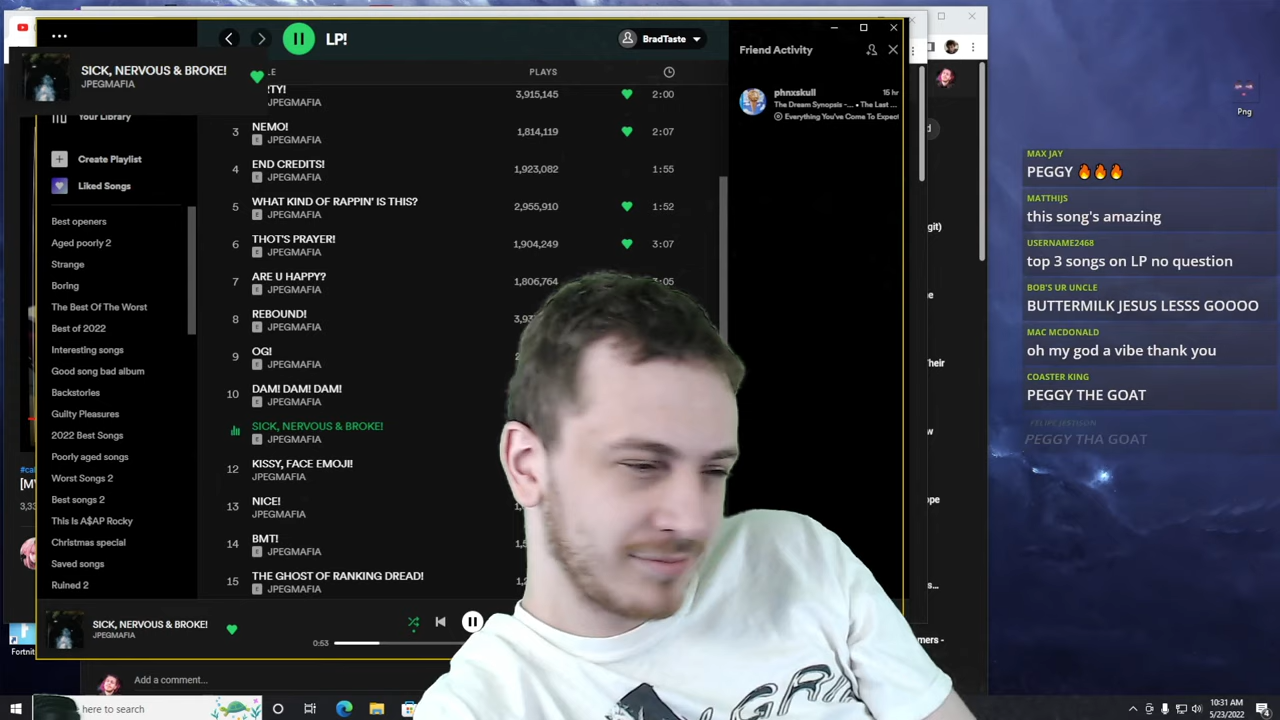 LP!
BradTaste
Friend Activity
SICK, NERVOUS & BROKE!
JPEGMAFIA
PLAYS
phnxskull
15 hr
The Dream Synopsis -... • The Last ...
Everything You've Come To Expect
Png
Your Library
Create Playlist
Liked Songs
Best openers
Aged poorly 2
Strange
Boring
The Best Of The Worst
Best of 2022
Interesting songs
Good song bad album
Backstories
Guilty Pleasures
2022 Best Songs
Poorly aged songs
Worst Songs 2
Best songs 2
This Is A$AP Rocky
Christmas special
Saved songs
Ruined 2
TY! 3,915,145 2:00
E JPEGMAFIA
3 NEMO! 1,814,119 2:07
E JPEGMAFIA
4 END CREDITS! 1,923,082 1:55
E JPEGMAFIA
5 WHAT KIND OF RAPPIN' IS THIS? 2,955,910 1:52
E JPEGMAFIA
6 THOT'S PRAYER! 1,904,249 3:07
E JPEGMAFIA
7 ARE U HAPPY? 1,806,764 3:05
E JPEGMAFIA
8 REBOUND!
E JPEGMAFIA
9 OG!
E JPEGMAFIA
10 DAM! DAM! DAM!
E JPEGMAFIA
SICK, NERVOUS & BROKE!
E JPEGMAFIA
12 KISSY, FACE EMOJI!
JPEGMAFIA
13 NICE!
JPEGMAFIA
14 BMT!
E JPEGMAFIA
15 THE GHOST OF RANKING DREAD!
E JPEGMAFIA
SICK, NERVOUS & BROKE!
JPEGMAFIA
0:53
MAX JAY
PEGGY 🔥🔥🔥
MATTHIJS
this song's amazing
USERNAME2468
top 3 songs on LP no question
BOB'S UR UNCLE
BUTTERMILK JESUS LESSS GOOOO
MAC MCDONALD
oh my god a vibe thank you
COASTER KING
PEGGY THE GOAT
PEGGY THA GOAT
Add a comment...
here to search
10:31 AM
5/23/2022